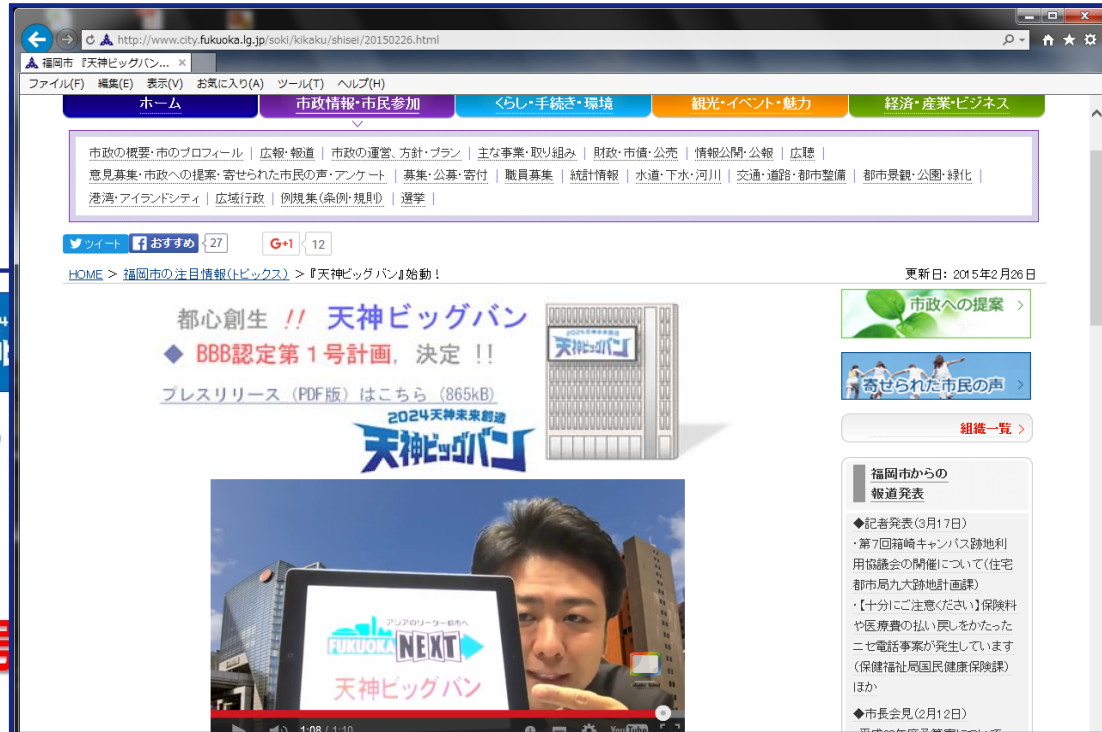 http://www.city.fukuoka.lg.jp/soki/kikaku/shisei/20150226.html
福岡市 『天神ビッグバン...
ファイル(F) 編集(E) 表示(V) お気に入り(A) ツール(T) ヘルプ(H)
ホーム 市政情報・市民参加 くらし・手続き・環境 観光・イベント・魅力 経済・産業・ビジネス
市政の概要・市のプロフィール | 広報・報道 | 市政の運営、方針・プラン | 主な事業・取り組み | 財政・市債・公売 | 情報公開・公報 | 広聴 |
意見募集・市政への提案・寄せられた市民の声・アンケート | 募集・公募・寄付 | 職員募集 | 統計情報 | 水道・下水・河川 | 交通・道路・都市整備 | 都市景観・公園・緑化 |
港湾・アイランドシティ | 広域行政 | 例規集(条例・規則) | 選挙 |
ツイート おすすめ 27 G+1 12
HOME > 福岡市の注目情報(トピックス) > 『天神ビッグバン』始動！
更新日: 2015年2月26日
都心創生 !! 天神ビッグバン
◆ BBB認定第１号計画, 決定 !!
プレスリリース (PDF版) はこちら (865kB)
2024天神未来創造
天神ビッグバン
天神ビッグバン
アジアのリーダー都市へ
FUKUOKA NEXT
天神ビッグバン
1:08 / 1:10
YouTube
市政への提案
寄せられた市民の声
組織一覧
福岡市からの
報道発表
◆記者発表(3月17日)
・第7回箱崎キャンパス跡地利
用協議会の開催について(住宅
都市局九大跡地計画課)
・【十分にご注意ください】保険料
や医療費の払い戻しをかたった
ニセ電話事案が発生しています
(保健福祉局国民健康保険課)
ほか
◆市長会見(2月12日)